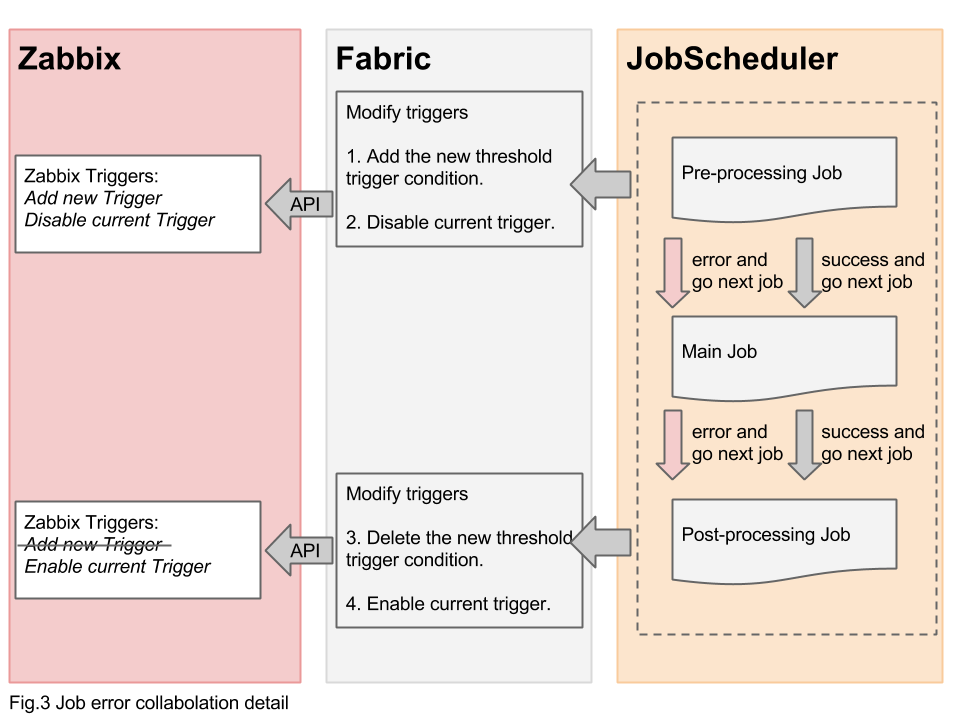 Zabbix
Fabric
JobScheduler
Modify triggers
1. Add the new threshold
trigger condition.
2. Disable current trigger.
Zabbix Triggers:
Add new Trigger
Disable current Trigger
API
Pre-processing Job
error and
go next job
success and
go next job
Main Job
error and
go next job
success and
go next job
Modify triggers
3. Delete the new threshold
trigger condition.
4. Enable current trigger.
Zabbix Triggers:
Add new Trigger
Enable current Trigger
API
Post-processing Job
Fig.3 Job error collabolation detail